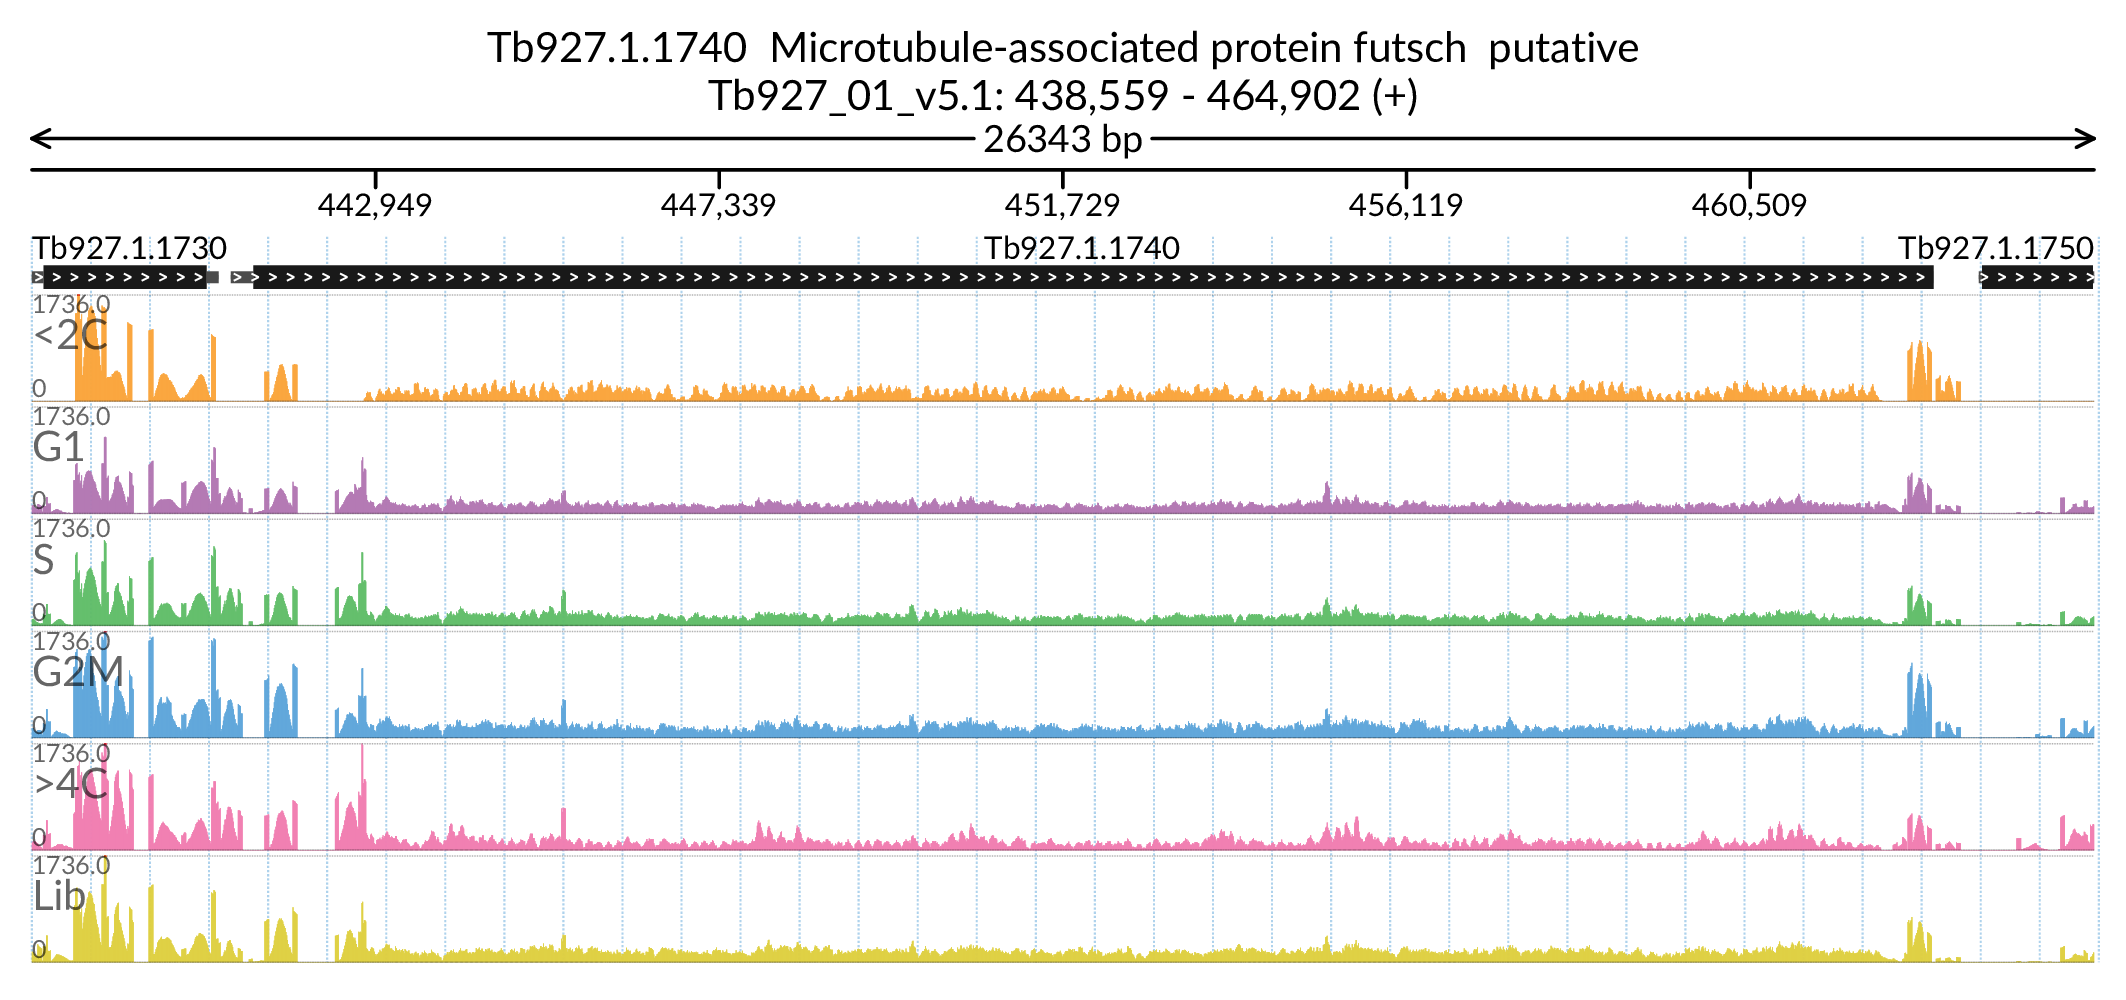 Tb927.1.1740 Microtubule-associated protein futsch putative
Tb927_01_v5.1: 438,559 - 464,902 (+)
26343 bp
442,949 447,339 451,729 456,119 460,509
Tb927.1.1730 Tb927.1.1740 Tb927.1.1750
1736.0
<2C
0
1736.0
G1
0
1736.0
S
0
1736.0
G2M
0
1736.0
>4C
0
1736.0
Lib
0